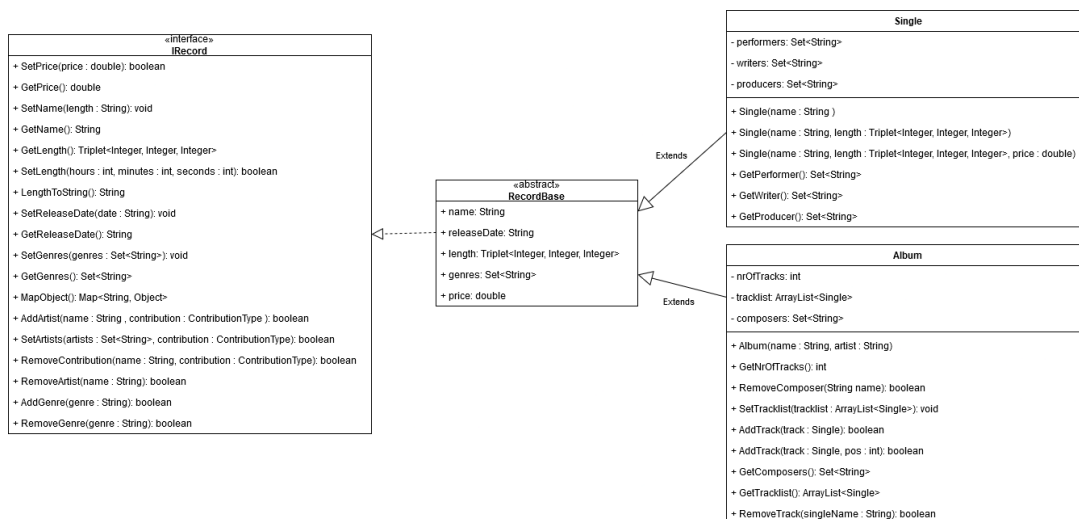 «interface»
IRecord
+ SetPrice(price : double): boolean
+ GetPrice(): double
+ SetName(length : String): void
+ GetName(): String
+ GetLength(): Triplet<Integer, Integer, Integer>
+ SetLength(hours : int, minutes : int, seconds : int): boolean
+ LengthToString(): String
+ SetReleaseDate(date : String): void
+ GetReleaseDate(): String
+ SetGenres(genres : Set<String>): void
+ GetGenres(): Set<String>
+ MapObject(): Map<String, Object>
+ AddArtist(name : String , contribution : ContributionType ): boolean
+ SetArtists(artists : Set<String>, contribution : ContributionType): boolean
+ RemoveContribution(name : String, contribution : ContributionType): boolean
+ RemoveArtist(name : String): boolean
+ AddGenre(genre : String): boolean
+ RemoveGenre(genre : String): boolean
«abstract»
RecordBase
+ name: String
+ releaseDate: String
+ length: Triplet<Integer, Integer, Integer>
+ genres: Set<String>
+ price: double
Extends
Extends
Single
- performers: Set<String>
- writers: Set<String>
- producers: Set<String>
+ Single(name : String )
+ Single(name : String, length : Triplet<Integer, Integer, Integer>)
+ Single(name : String, length : Triplet<Integer, Integer, Integer>, price : double)
+ GetPerformer(): Set<String>
+ GetWriter(): Set<String>
+ GetProducer(): Set<String>
Album
- nrOfTracks: int
- tracklist: ArrayList<Single>
- composers: Set<String>
+ Album(name : String, artist : String)
+ GetNrOfTracks(): int
+ RemoveComposer(String name): boolean
+ SetTracklist(tracklist : ArrayList<Single>): void
+ AddTrack(track : Single): boolean
+ AddTrack(track : Single, pos : int): boolean
+ GetComposers(): Set<String>
+ GetTracklist(): ArrayList<Single>
+ RemoveTrack(singleName : String): boolean